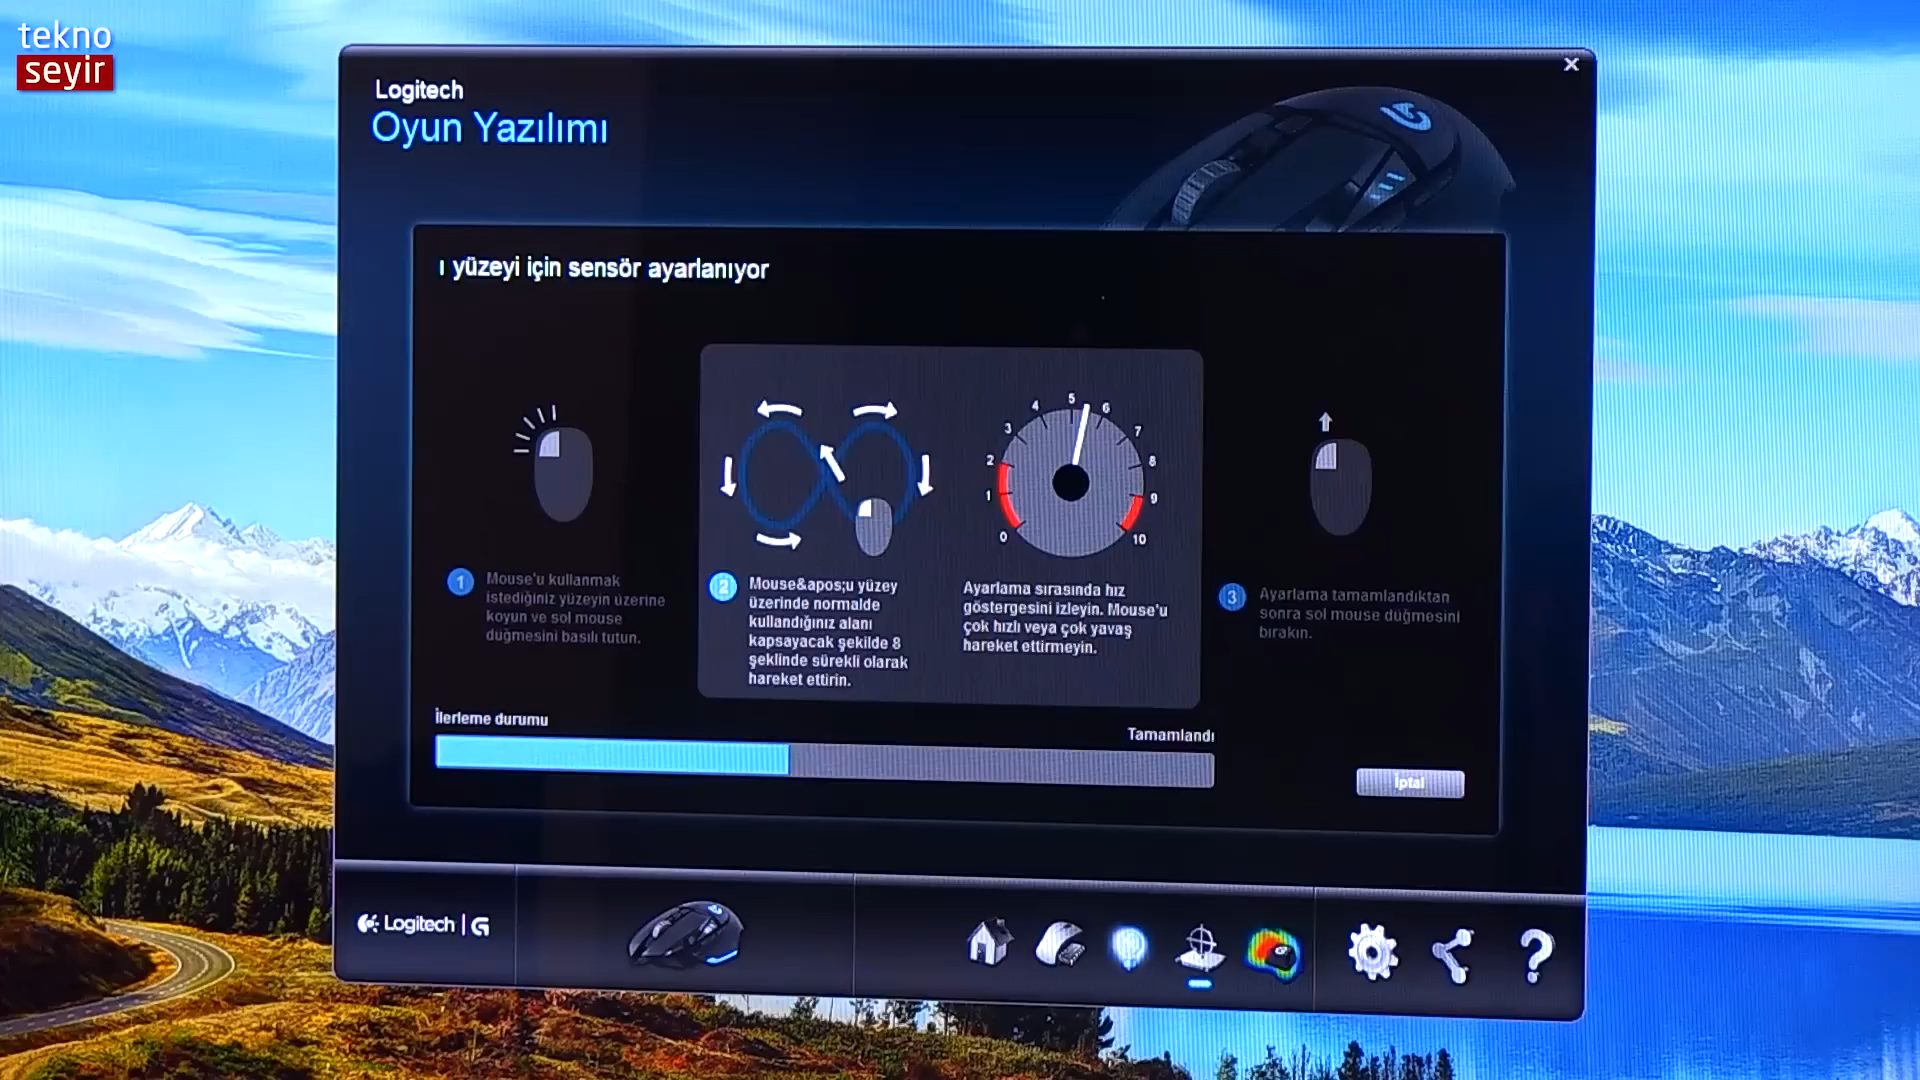 tekno
seyir
Logitech
Oyun Yazılımı
ı yüzeyi için sensör ayarlanıyor
0
1
2
3
4
5
6
7
8
9
10
1
Mouse'u kullanmak
istediğiniz yüzeyin üzerine
koyun ve sol mouse
düğmesini basılı tutun.
2
Mouse&apos;u yüzey
üzerinde normalde
kullandığınız alanı
kapsayacak şekilde 8
şeklinde sürekli olarak
hareket ettirin.
Ayarlama sırasında hız
göstergesini izleyin. Mouse'u
çok hızlı veya çok yavaş
hareket ettirmeyin.
3
Ayarlama tamamlandıktan
sonra sol mouse düğmesini
bırakın.
İlerleme durumu
Tamamlandı
İptal
Logitech | G